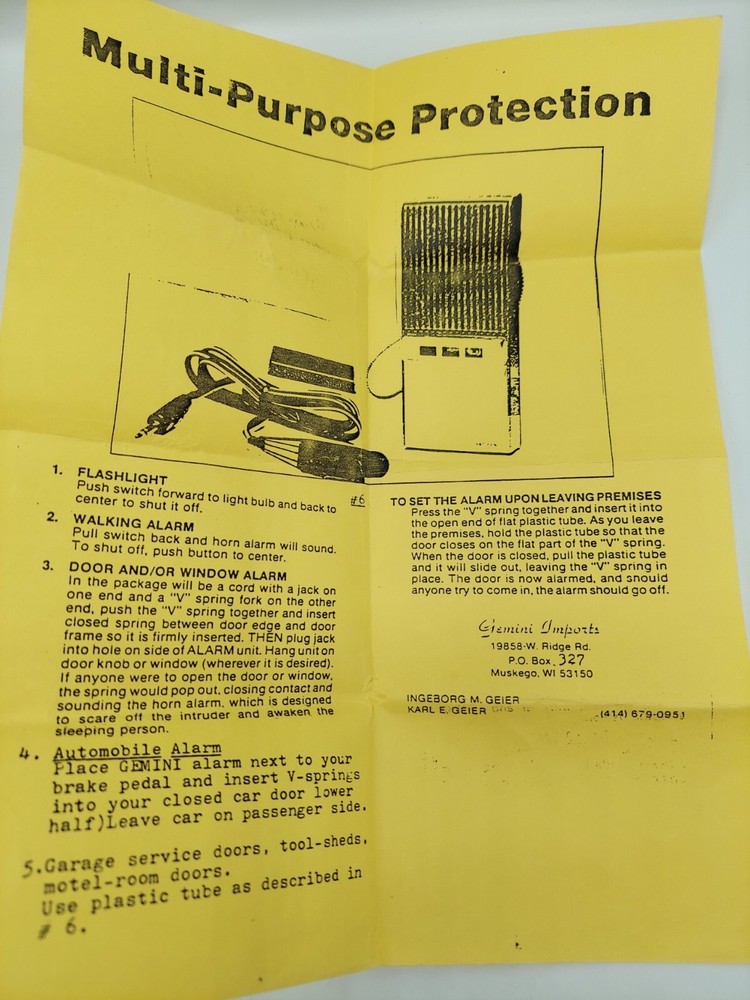 Multi-Purpose Protection
1. FLASHLIGHT
Push switch forward to light bulb and back to
center to shut it off.
2. WALKING ALARM
Pull switch back and horn alarm will sound.
To shut off, push button to center.
3. DOOR AND/OR WINDOW ALARM
In the package will be a cord with a jack on
one end and a "V" spring fork on the other
end, push the "V" spring together and insert
closed spring between door edge and door
frame so it is firmly inserted. THEN plug jack
into hole on side of ALARM unit. Hang unit on
door knob or window (wherever it is desired).
If anyone were to open the door or window,
the spring would pop out, closing contact and
sounding the horn alarm, which is designed
to scare off the intruder and awaken the
sleeping person.
4. Automobile Alarm
Place GEMINI alarm next to your
brake pedal and insert V-springs
into your closed car door lower
half)Leave car on passenger side.
5.Garage service doors, tool-sheds,
motel-room doors.
Use plastic tube as described in
# 6.
#6 TO SET THE ALARM UPON LEAVING PREMISES
Press the "V" spring together and insert it into
the open end of flat plastic tube. As you leave
the premises, hold the plastic tube so that the
door closes on the flat part of the "V" spring.
When the door is closed, pull the plastic tube
and it will slide out, leaving the "V" spring in
place. The door is now alarmed, and should
anyone try to come in, the alarm should go off.
Gemini Imports
19858-W. Ridge Rd.
P.O. Box, 327
Muskego, WI 53150
INGEBORG M. GEIER
KARL E. GEIER (414) 679-0951